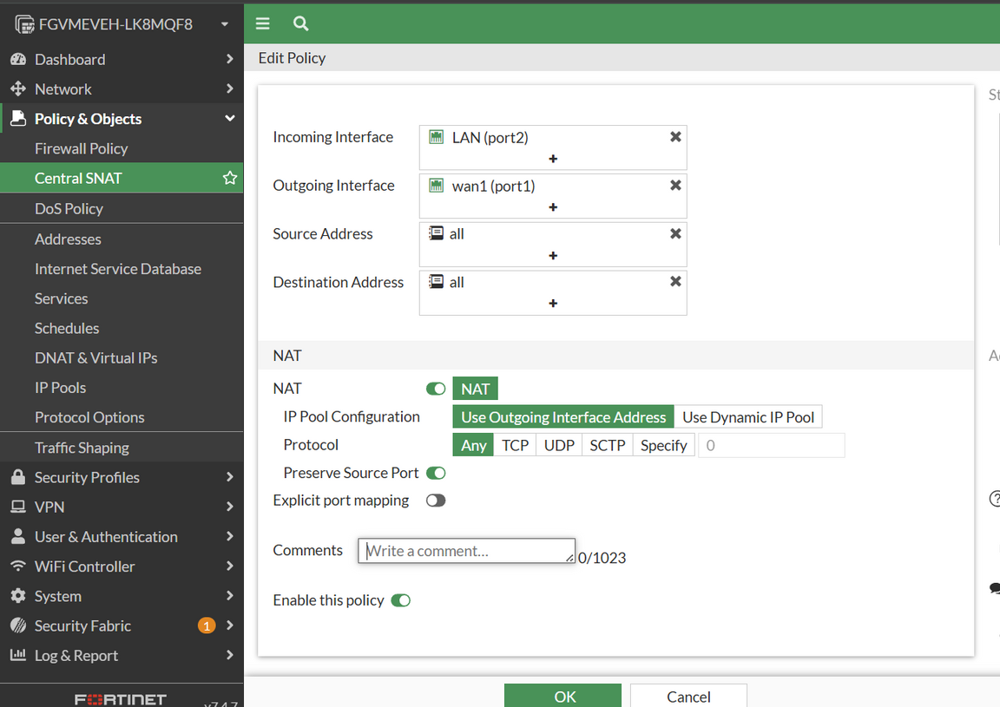 FGVMEVEH-LK8MQF8
Dashboard
Network
Policy & Objects
Firewall Policy
Central SNAT
DoS Policy
Addresses
Internet Service Database
Services
Schedules
DNAT & Virtual IPs
IP Pools
Protocol Options
Traffic Shaping
Security Profiles
VPN
User & Authentication
WiFi Controller
System
Security Fabric 1
Log & Report
FORTINET v7.4.7
Edit Policy
Incoming Interface LAN (port2)
Outgoing Interface wan1 (port1)
Source Address all
Destination Address all
NAT
NAT NAT
IP Pool Configuration Use Outgoing Interface Address Use Dynamic IP Pool
Protocol Any TCP UDP SCTP Specify 0
Preserve Source Port
Explicit port mapping
Comments Write a comment... 0/1023
Enable this policy
OK Cancel